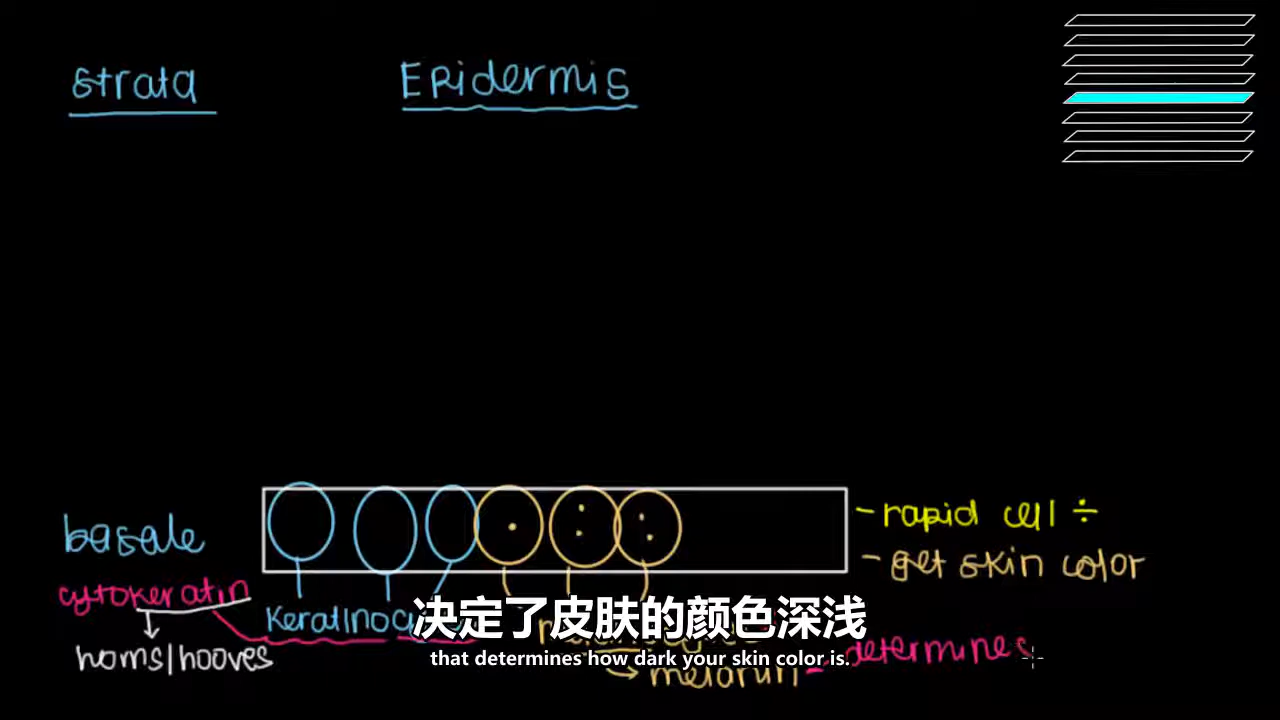 strata
Epidermis
basale
- rapid cell ÷
- get skin color
cytokeratin
horns/hooves
决定了皮肤的颜色深浅
that determines how dark your skin color is.
determines
→ melanin